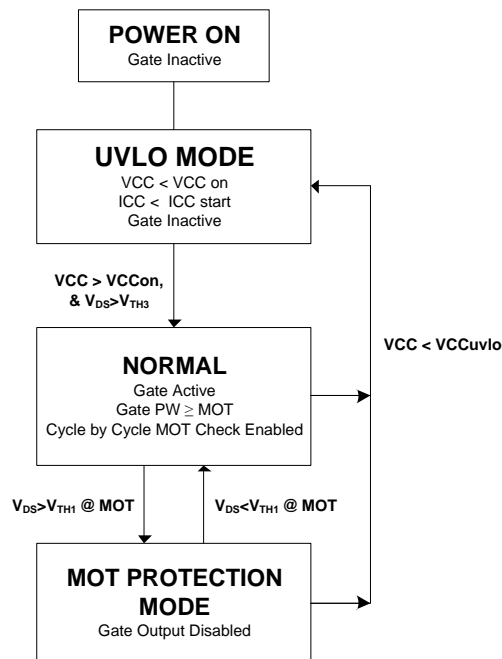 POWER ON
Gate Inactive
UVLO MODE
VCC < VCC on
ICC < ICC start
Gate Inactive
VCC > VCCon,
& VDS>VTH3
VCC < VCCuvlo
NORMAL
Gate Active
Gate PW ≥ MOT
Cycle by Cycle MOT Check Enabled
VDS>VTH1 @ MOT
VDS<VTH1 @ MOT
MOT PROTECTION
MODE
Gate Output Disabled